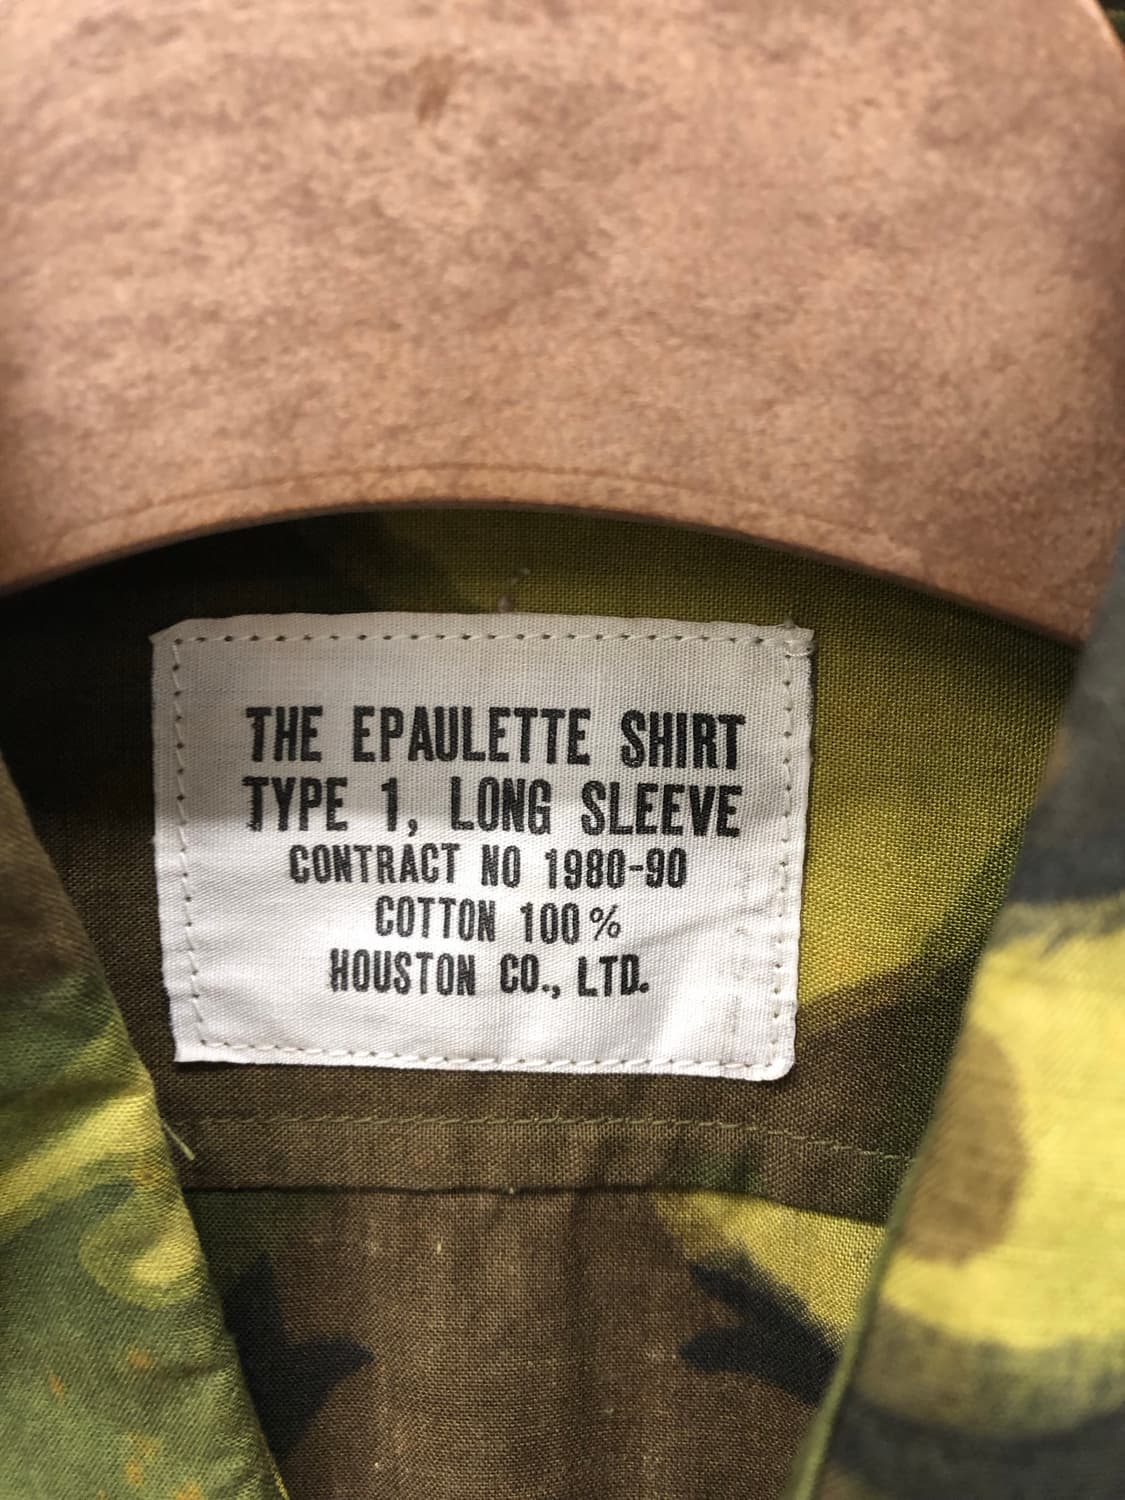 THE EPAULETTE SHIRT
TYPE 1, LONG SLEEVE
CONTRACT NO 1980-90
COTTON 100%
HOUSTON CO., LTD.